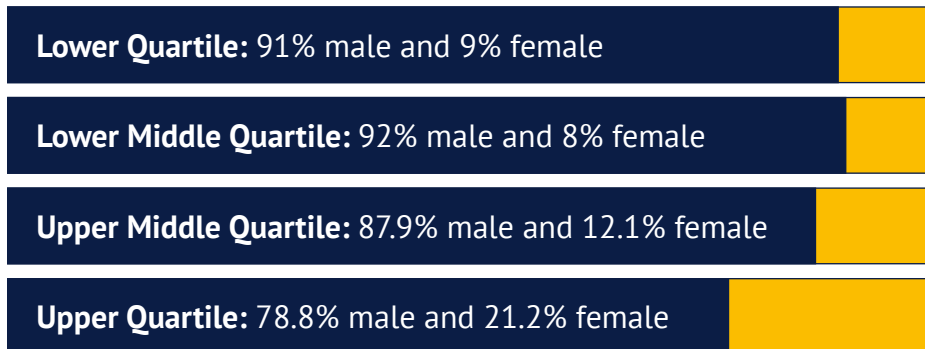 Lower Quartile: 91% male and 9% female
Lower Middle Quartile: 92% male and 8% female
Upper Middle Quartile: 87.9% male and 12.1% female
Upper Quartile: 78.8% male and 21.2% female